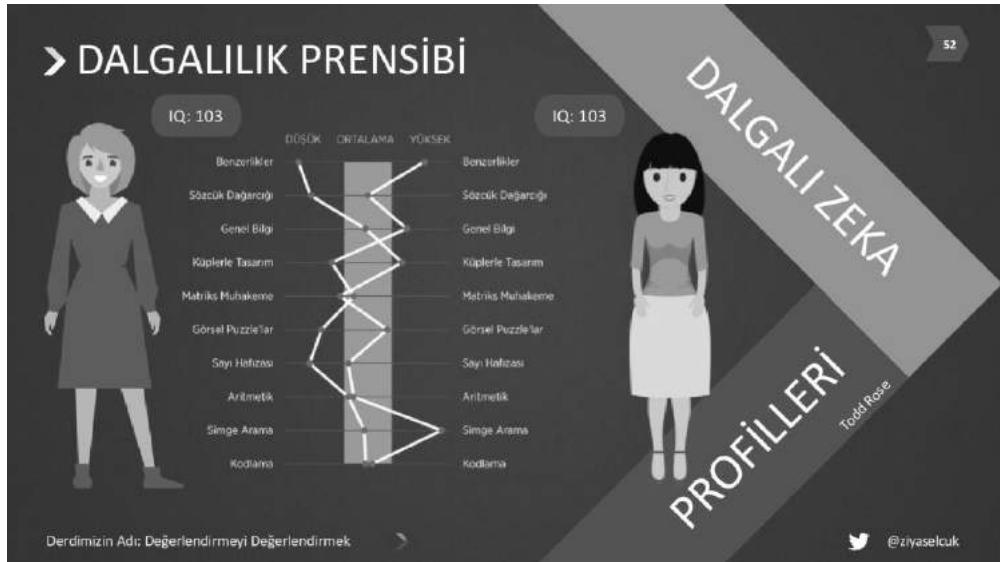 52
DALGALILIK PRENSİBİ
IQ: 103
IQ: 103
DÜŞÜK ORTALAMA YÜKSEK
Benzerlikler
Benzerlikler
Sözcük Dağarcığı
Sözcük Dağarcığı
Genel Bilgi
Genel Bilgi
Küplerle Tasarım
Küplerle Tasarım
Matriks Muhakeme
Matriks Muhakeme
Görsel Puzzle'lar
Görsel Puzzle'lar
Sayı Hafızası
Sayı Hafızası
Aritmetik
Aritmetik
Simge Arama
Simge Arama
Kodlama
Kodlama
DALGALI ZEKA
PROFİLLERİ
Todd Rose
Derdimizin Adı: Değerlendirmeyi Değerlendirmek
@ziyaselcuk